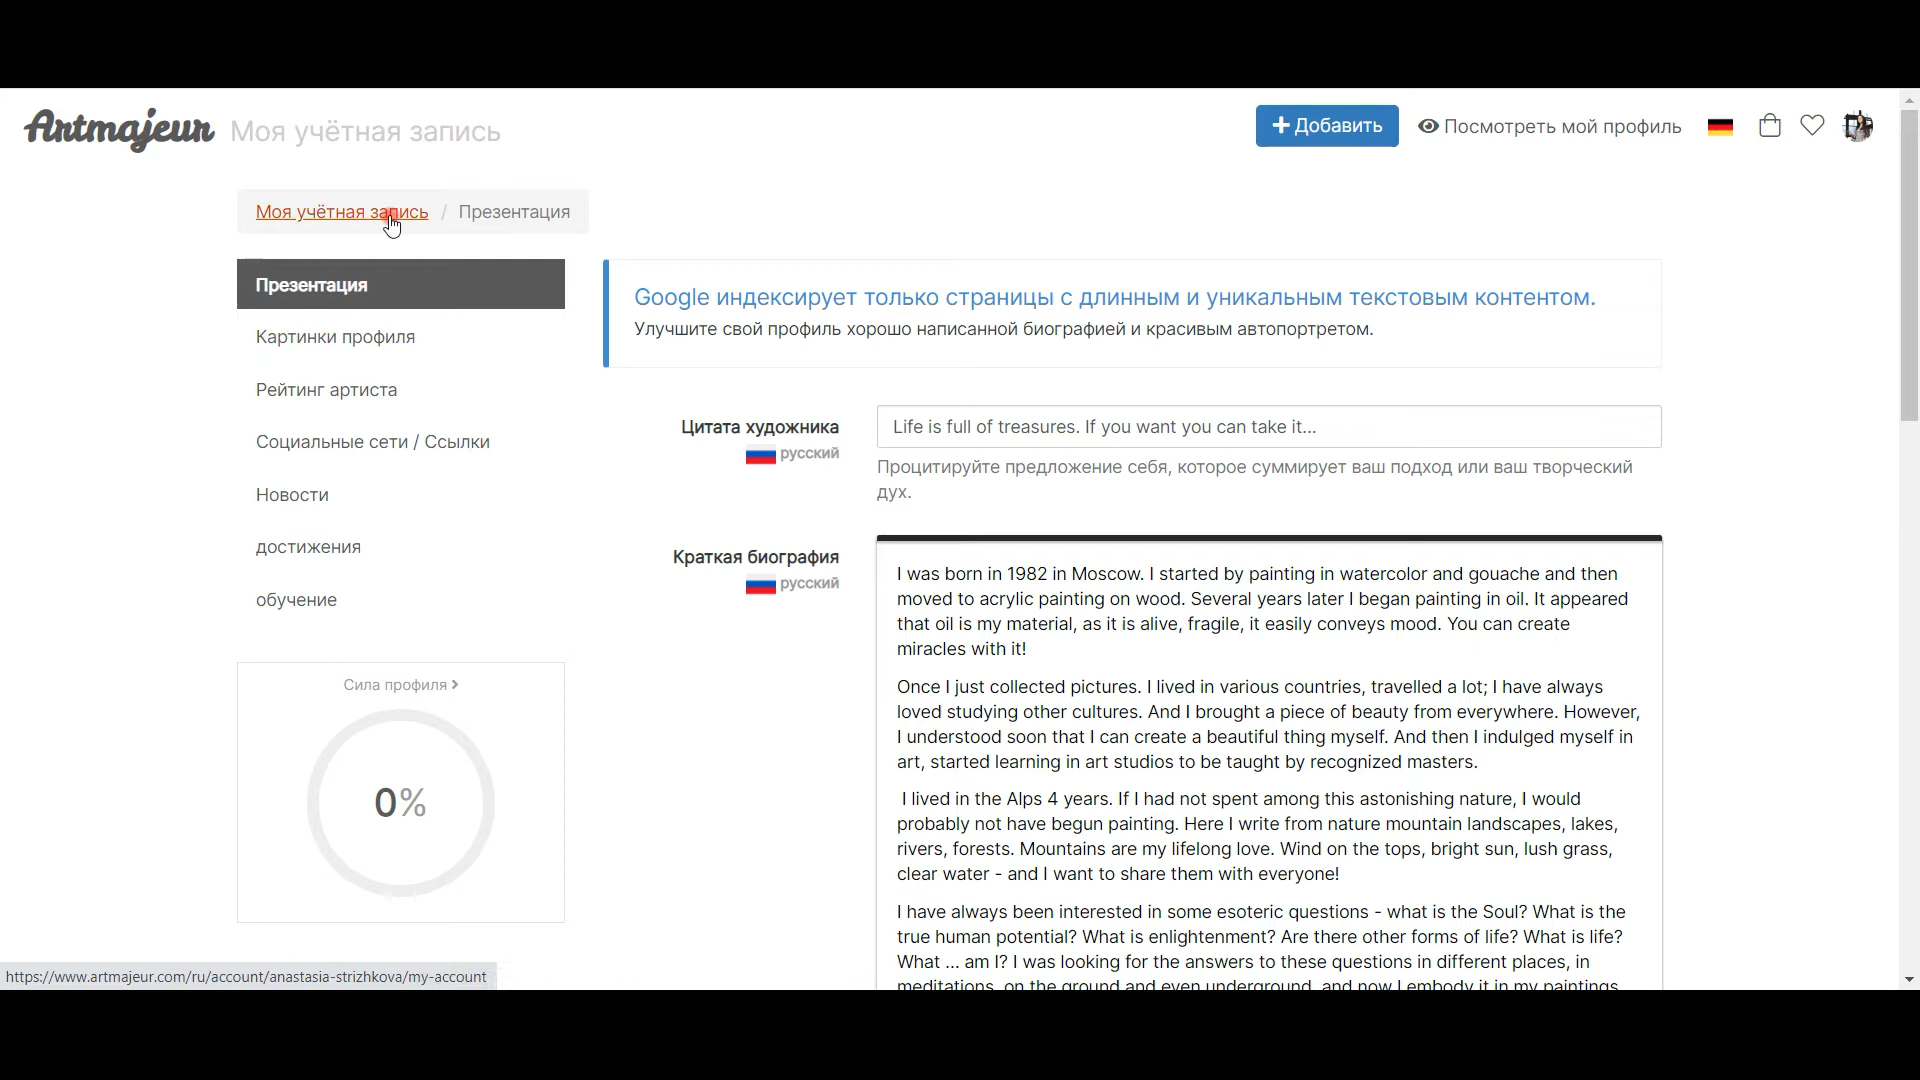 Artmajeur Моя учётная запись
Добавить
Посмотреть мой профиль
Моя учётная запись / Презентация
Презентация
Картинки профиля
Рейтинг артиста
Социальные сети / Ссылки
Новости
достижения
обучение
Сила профиля
0%
Google индексирует только страницы с длинным и уникальным текстовым контентом.
Улучшите свой профиль хорошо написанной биографией и красивым автопортретом.
Цитата художника
русский
Life is full of treasures. If you want you can take it...
Процитируйте предложение себя, которое суммирует ваш подход или ваш творческий
дух.
Краткая биография
русский
I was born in 1982 in Moscow. I started by painting in watercolor and gouache and then
moved to acrylic painting on wood. Several years later I began painting in oil. It appeared
that oil is my material, as it is alive, fragile, it easily conveys mood. You can create
miracles with it!
Once I just collected pictures. I lived in various countries, travelled a lot; I have always
loved studying other cultures. And I brought a piece of beauty from everywhere. However,
I understood soon that I can create a beautiful thing myself. And then I indulged myself in
art, started learning in art studios to be taught by recognized masters.
I lived in the Alps 4 years. If I had not spent among this astonishing nature, I would
probably not have begun painting. Here I write from nature mountain landscapes, lakes,
rivers, forests. Mountains are my lifelong love. Wind on the tops, bright sun, lush grass,
clear water - and I want to share them with everyone!
I have always been interested in some esoteric questions - what is the Soul? What is the
true human potential? What is enlightenment? Are there other forms of life? What is life?
What ... am I? I was looking for the answers to these questions in different places, in
meditations, on the ground and even underground, and now I embody it in my paintings
https://www.artmajeur.com/ru/account/anastasia-strizhkova/my-account